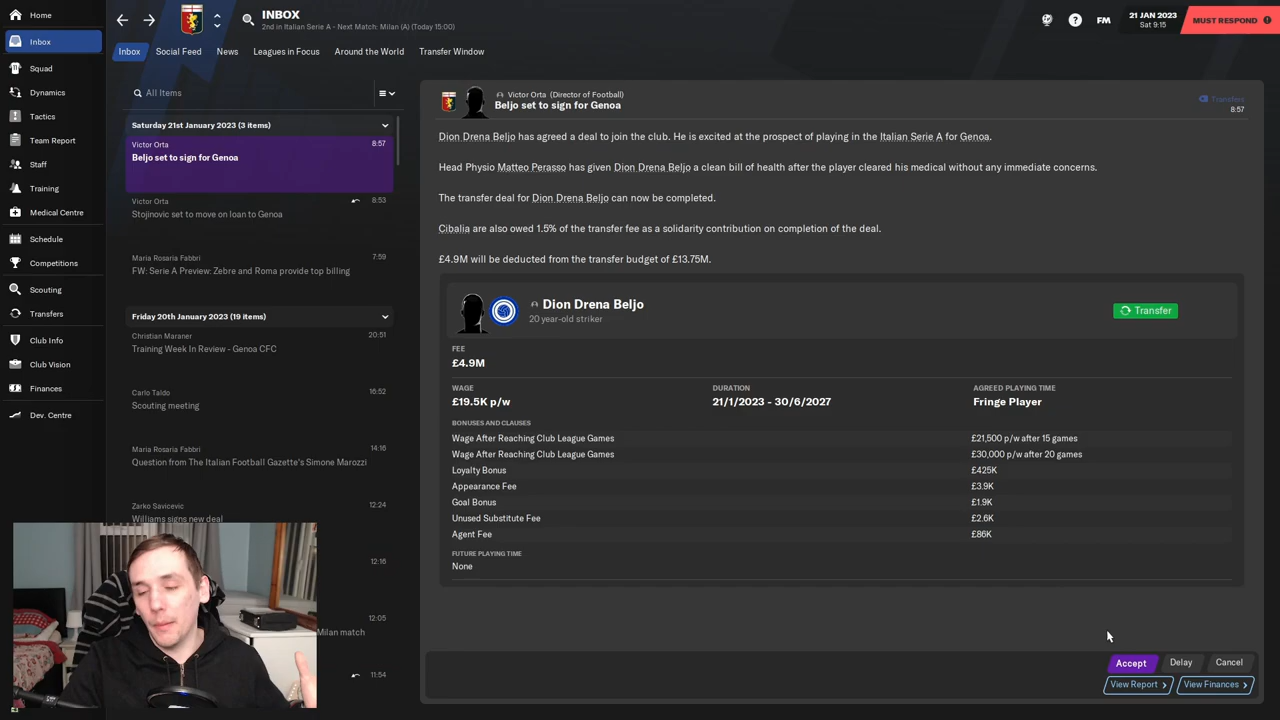 Home
Inbox
Squad
Dynamics
Tactics
Team Report
Staff
Training
Medical Centre
Schedule
Competitions
Scouting
Transfers
Club Info
Club Vision
Finances
Dev. Centre
INBOX
2nd in Italian Serie A - Next Match: Milan (A) (Today 15:00)
FM
21 JAN 2023
Sat 9:15
MUST RESPOND
Inbox
Social Feed
News
Leagues in Focus
Around the World
Transfer Window
All Items
Saturday 21st January 2023 (3 items)
Victor Orta 8:57
Beljo set to sign for Genoa
Victor Orta 8:53
Stojinovic set to move on loan to Genoa
Maria Rosaria Fabbri 7:59
FW: Serie A Preview: Zebre and Roma provide top billing
Friday 20th January 2023 (19 items)
Christian Maraner 20:51
Training Week In Review - Genoa CFC
Carlo Taldo 16:52
Scouting meeting
Maria Rosaria Fabbri 14:16
Question from The Italian Football Gazette's Simone Marozzi
Zarko Savicevic 12:24
Williams signs new deal
12:16
12:05
Milan match
11:54
Victor Orta (Director of Football)
Beljo set to sign for Genoa
Transfers
8:57
Dion Drena Beljo has agreed a deal to join the club. He is excited at the prospect of playing in the Italian Serie A for Genoa.
Head Physio Matteo Perasso has given Dion Drena Beljo a clean bill of health after the player cleared his medical without any immediate concerns.
The transfer deal for Dion Drena Beljo can now be completed.
Cibalia are also owed 1.5% of the transfer fee as a solidarity contribution on completion of the deal.
£4.9M will be deducted from the transfer budget of £13.75M.
Dion Drena Beljo
20 year-old striker
Transfer
FEE
£4.9M
WAGE DURATION AGREED PLAYING TIME
£19.5K p/w 21/1/2023 - 30/6/2027 Fringe Player
BONUSES AND CLAUSES
Wage After Reaching Club League Games £21,500 p/w after 15 games
Wage After Reaching Club League Games £30,000 p/w after 20 games
Loyalty Bonus £425K
Appearance Fee £3.9K
Goal Bonus £1.9K
Unused Substitute Fee £2.6K
Agent Fee £86K
FUTURE PLAYING TIME
None
Accept Delay Cancel
View Report View Finances